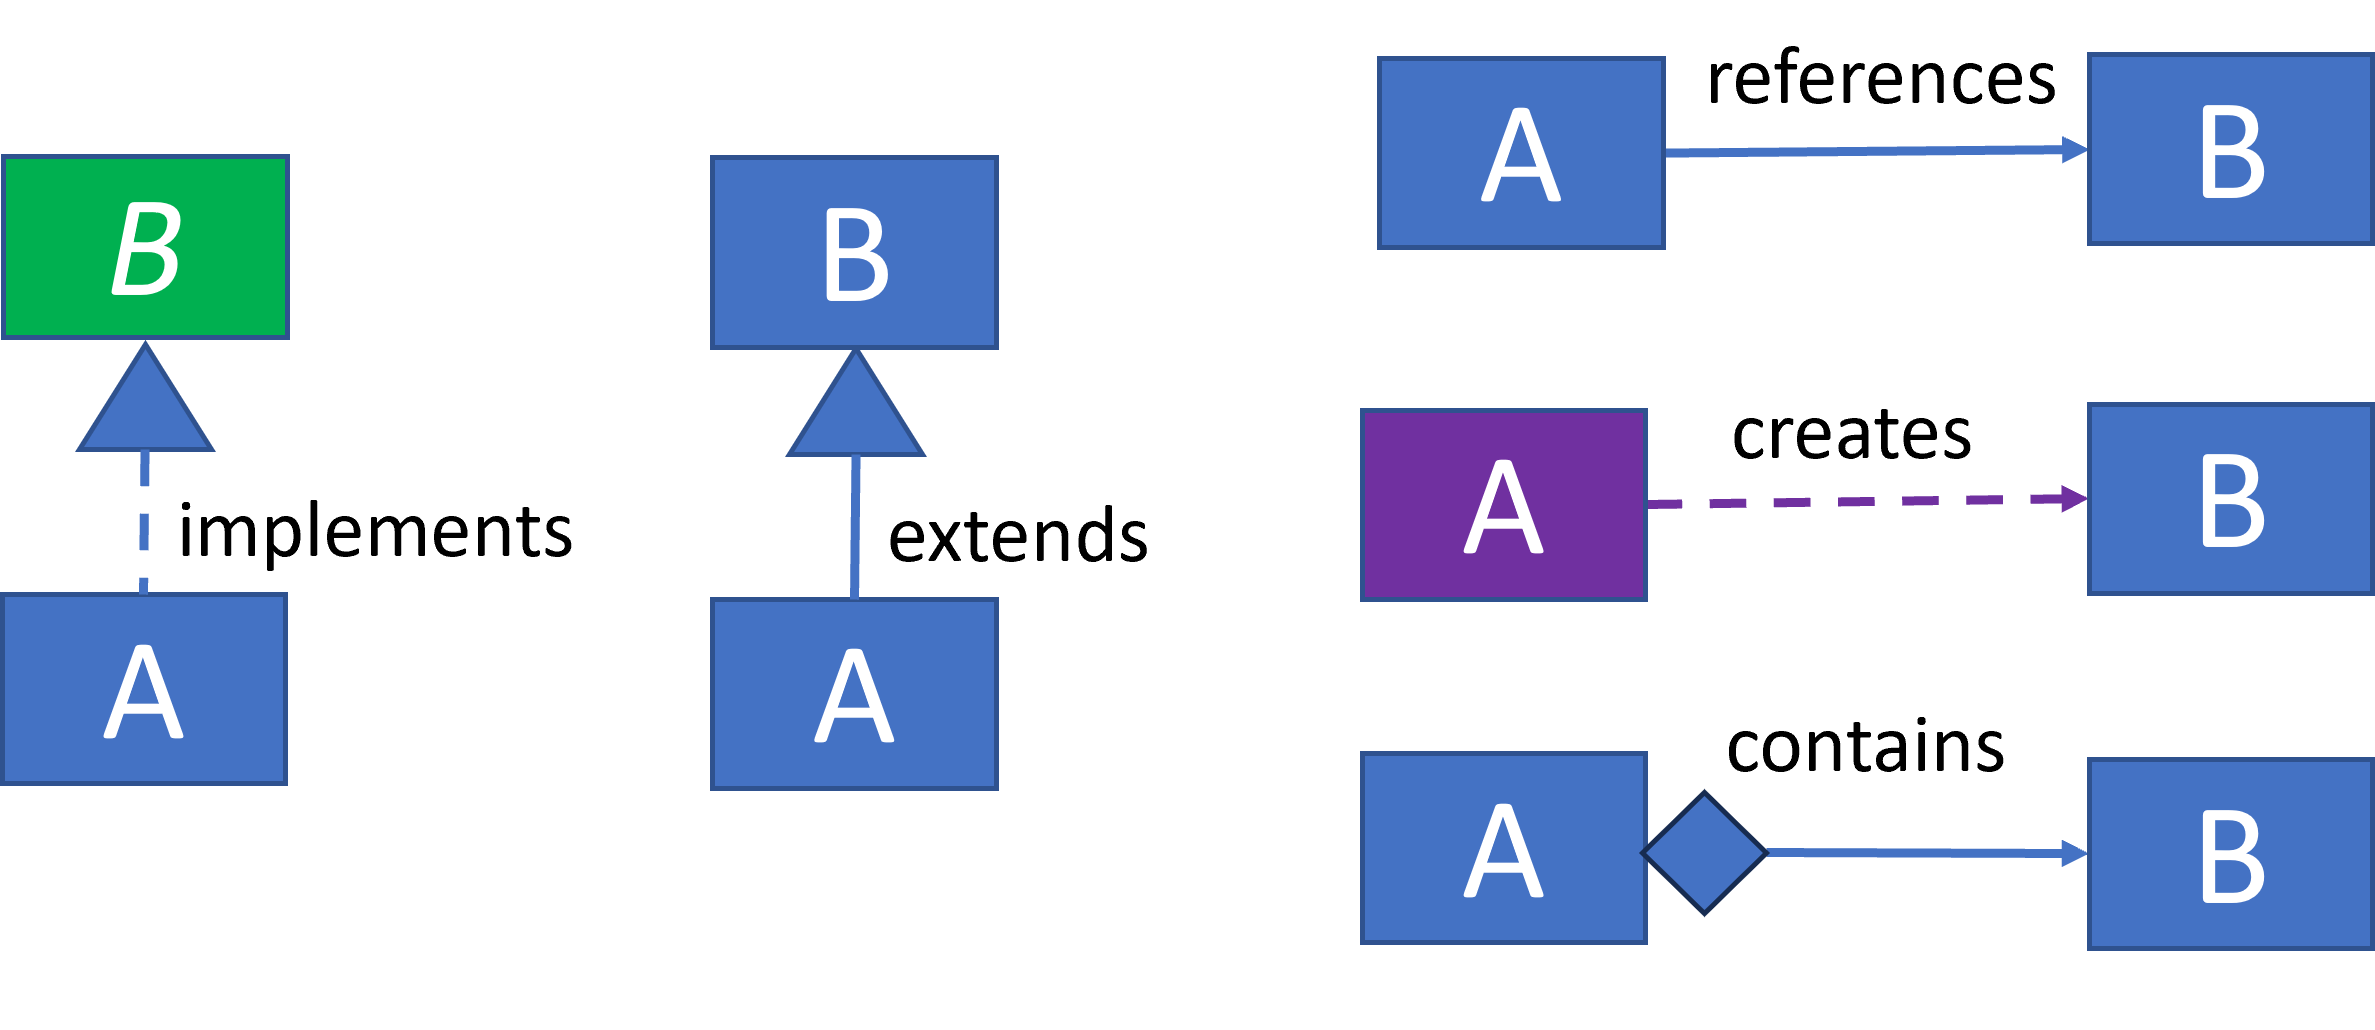 B
implements
A
B
extends
A
A
references
B
A
creates
B
A
contains
B